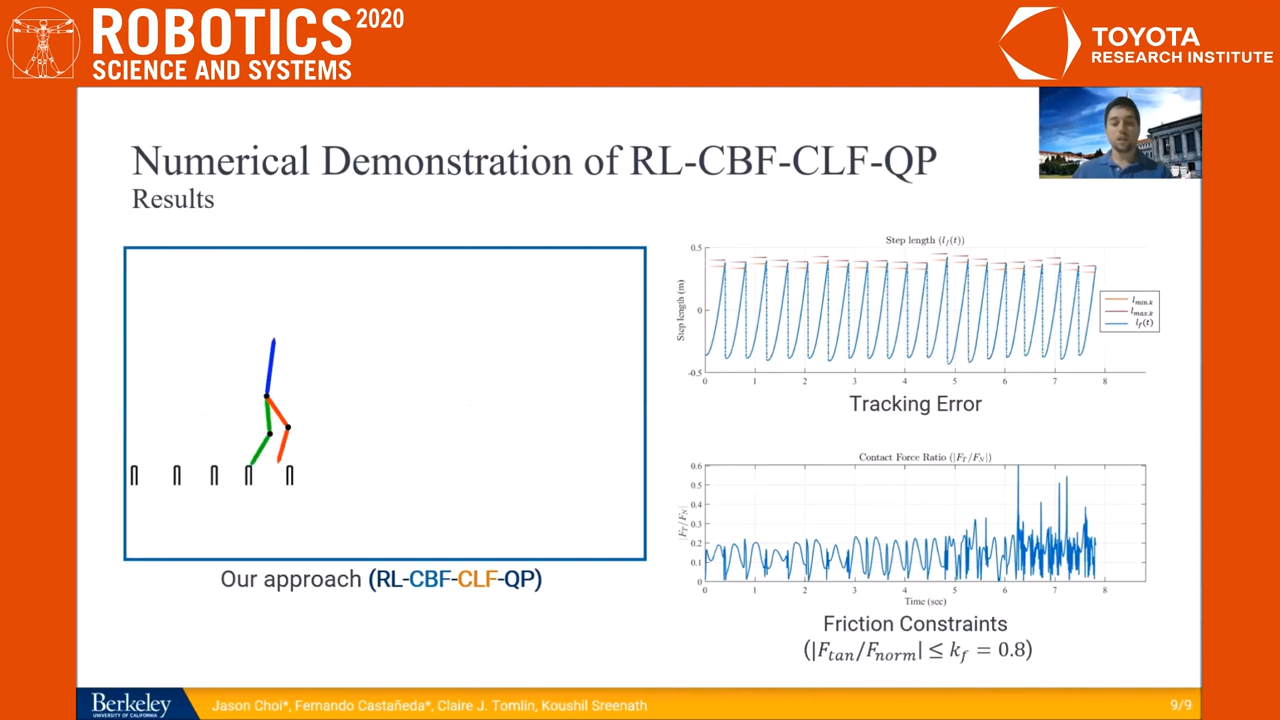 ROBOTICS 2020
SCIENCE AND SYSTEMS
TOYOTA
RESEARCH INSTITUTE
Numerical Demonstration of RL-CBF-CLF-QP
Results
Our approach (RL-CBF-CLF-QP)
Step length (l_f(t))
Step length (m)
0.5
0
-0.5
0 1 2 3 4 5 6 7 8
l_min,k
l_max,k
l_f(t)
Tracking Error
Contact Force Ratio (|F_T/F_N|)
|F_T/F_N|
0.6
0.5
0.4
0.3
0.2
0.1
0
0 1 2 3 4 5 6 7 8
Time (sec)
Friction Constraints
(|F_tan/F_norm| ≤ k_f = 0.8)
Berkeley
UNIVERSITY OF CALIFORNIA
Jason Choi*, Fernando Castañeda*, Claire J. Tomlin, Koushil Sreenath
9/9